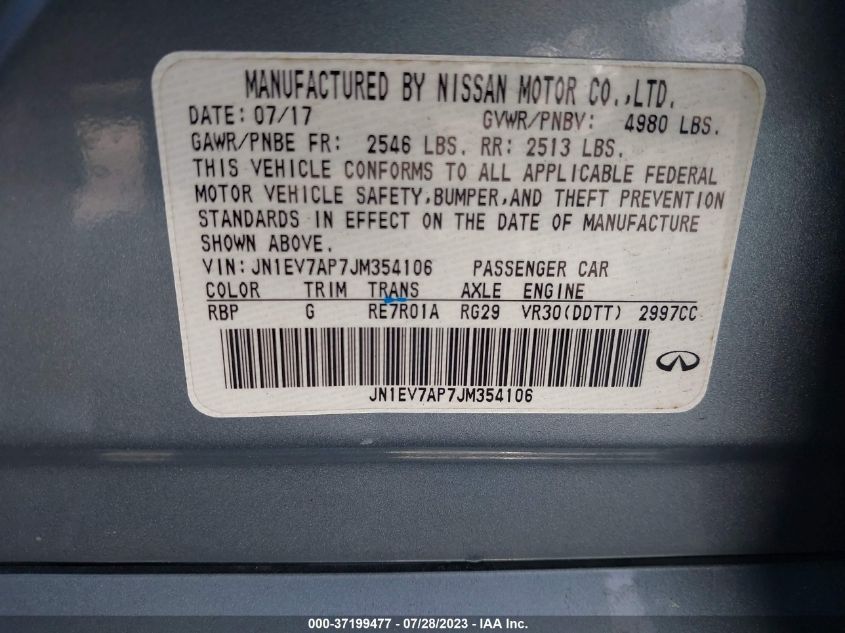 MANUFACTURED BY NISSAN MOTOR CO.,LTD.
DATE: 07/17 GVWR/PNBV: 4980 LBS.
GAWR/PNBE FR: 2546 LBS. RR: 2513 LBS.
THIS VEHICLE CONFORMS TO ALL APPLICABLE FEDERAL
MOTOR VEHICLE SAFETY,BUMPER,AND THEFT PREVENTION
STANDARDS IN EFFECT ON THE DATE OF MANUFACTURE
SHOWN ABOVE.
VIN: JN1EV7AP7JM354106 PASSENGER CAR
COLOR TRIM TRANS AXLE ENGINE
RBP G RE7R01A RG29 VR30(DDTT) 2997CC
JN1EV7AP7JM354106
000-37199477 - 07/28/2023 - IAA Inc.